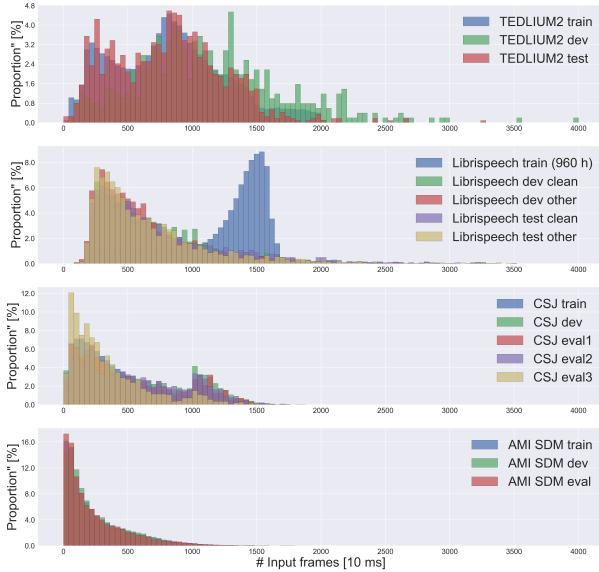 Proportion" [%]
4.8
4.0
3.2
2.4
1.6
0.8
0.0
TEDLIUM2 train
TEDLIUM2 dev
TEDLIUM2 test
0 500 1000 1500 2000 2500 3000 3500 4000
Proportion" [%]
8.0
6.0
4.0
2.0
0.0
Librispeech train (960 h)
Librispeech dev clean
Librispeech dev other
Librispeech test clean
Librispeech test other
0 500 1000 1500 2000 2500 3000 3500 4000
Proportion" [%]
12.0
10.0
8.0
6.0
4.0
2.0
0.0
CSJ train
CSJ dev
CSJ eval1
CSJ eval2
CSJ eval3
0 500 1000 1500 2000 2500 3000 3500 4000
Proportion" [%]
16.0
12.0
8.0
4.0
0.0
AMI SDM train
AMI SDM dev
AMI SDM eval
0 500 1000 1500 2000 2500 3000 3500 4000
# Input frames [10 ms]